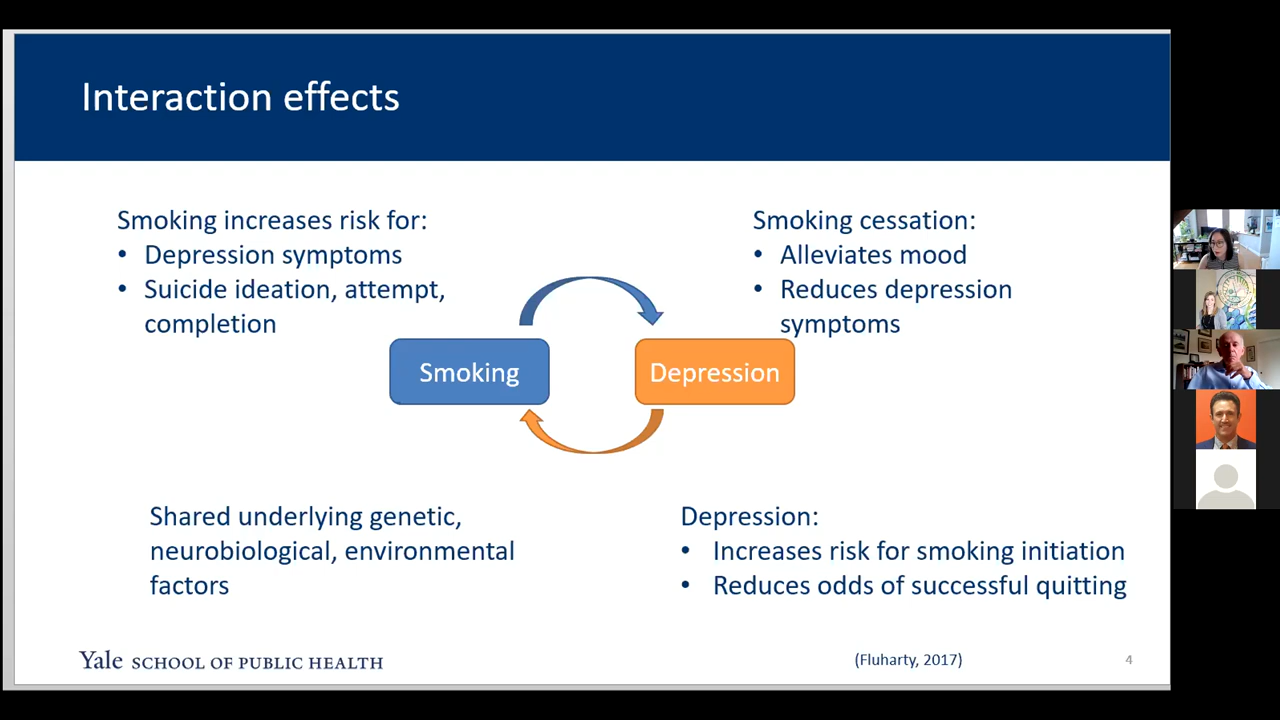 Interaction effects
Smoking increases risk for:
• Depression symptoms
• Suicide ideation, attempt,
completion
Smoking cessation:
• Alleviates mood
• Reduces depression
symptoms
Smoking
Depression
Shared underlying genetic,
neurobiological, environmental
factors
Depression:
• Increases risk for smoking initiation
• Reduces odds of successful quitting
Yale SCHOOL OF PUBLIC HEALTH
(Fluharty, 2017)
4